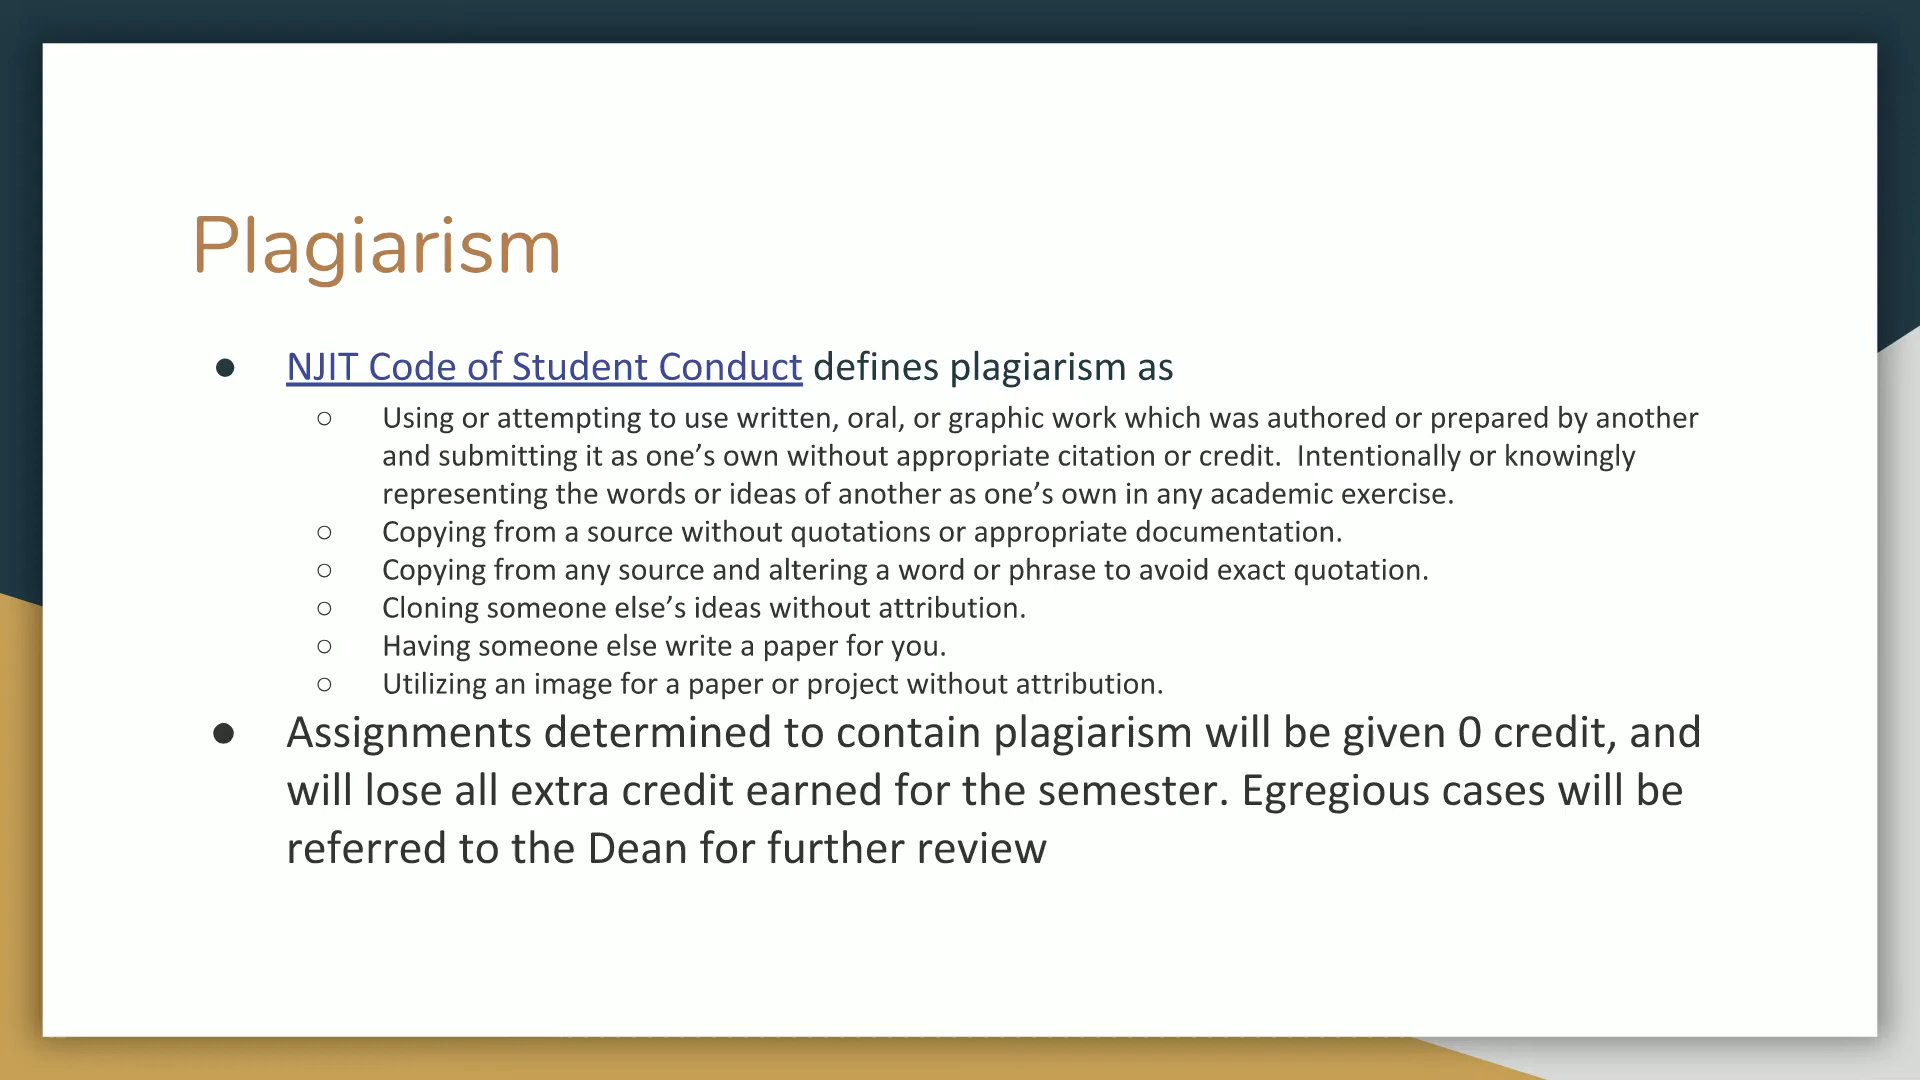 Plagiarism
● NJIT Code of Student Conduct defines plagiarism as
○ Using or attempting to use written, oral, or graphic work which was authored or prepared by another
and submitting it as one’s own without appropriate citation or credit.  Intentionally or knowingly
representing the words or ideas of another as one’s own in any academic exercise.
○ Copying from a source without quotations or appropriate documentation.
○ Copying from any source and altering a word or phrase to avoid exact quotation.
○ Cloning someone else’s ideas without attribution.
○ Having someone else write a paper for you.
○ Utilizing an image for a paper or project without attribution.
● Assignments determined to contain plagiarism will be given 0 credit, and
will lose all extra credit earned for the semester. Egregious cases will be
referred to the Dean for further review